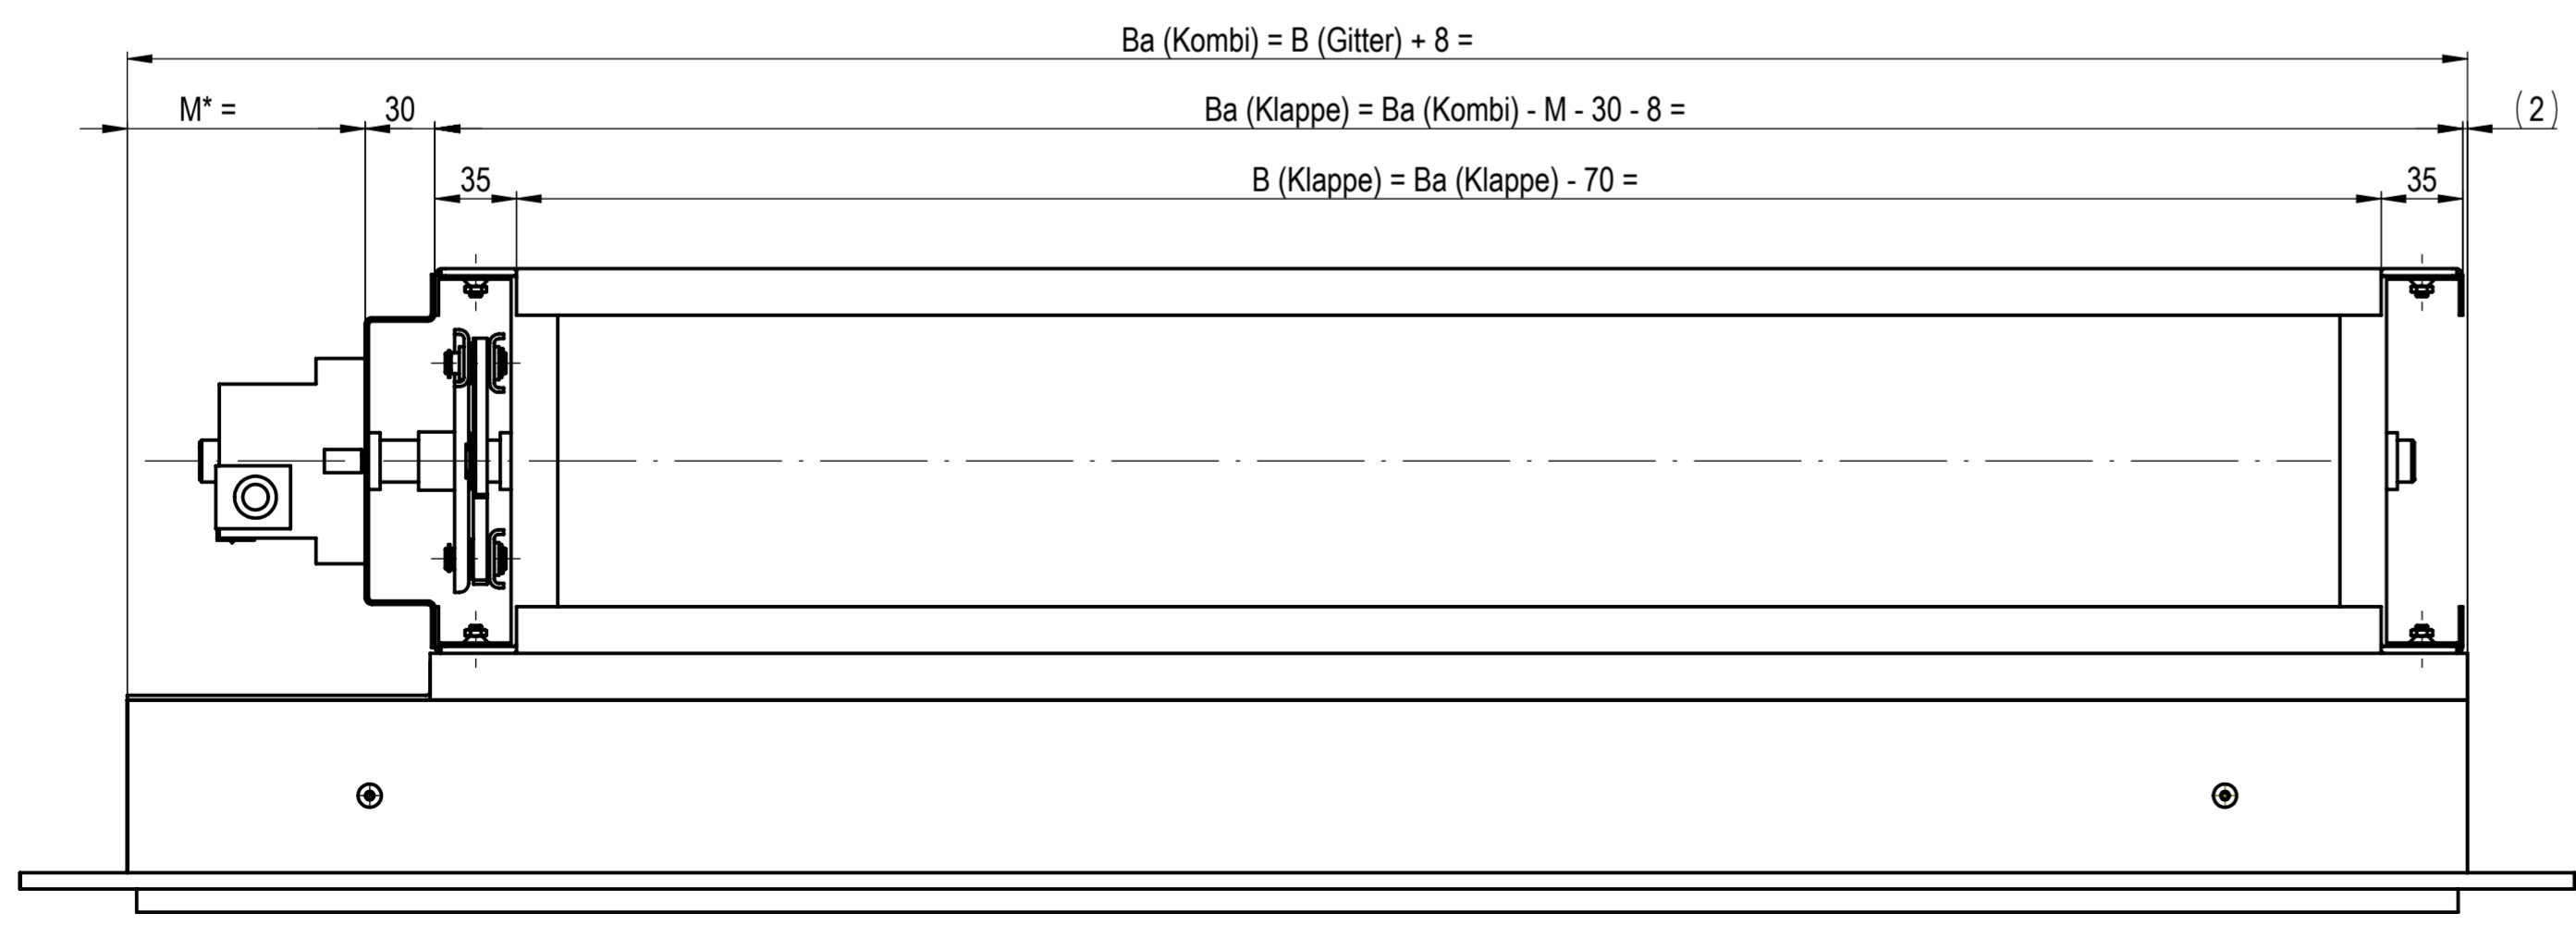 Ba (Kombi) = B (Gitter) + 8 =
M* =
30
Ba (Klappe) = Ba (Kombi) - M - 30 - 8 =
(2)
35
B (Klappe) = Ba (Klappe) - 70 =
35